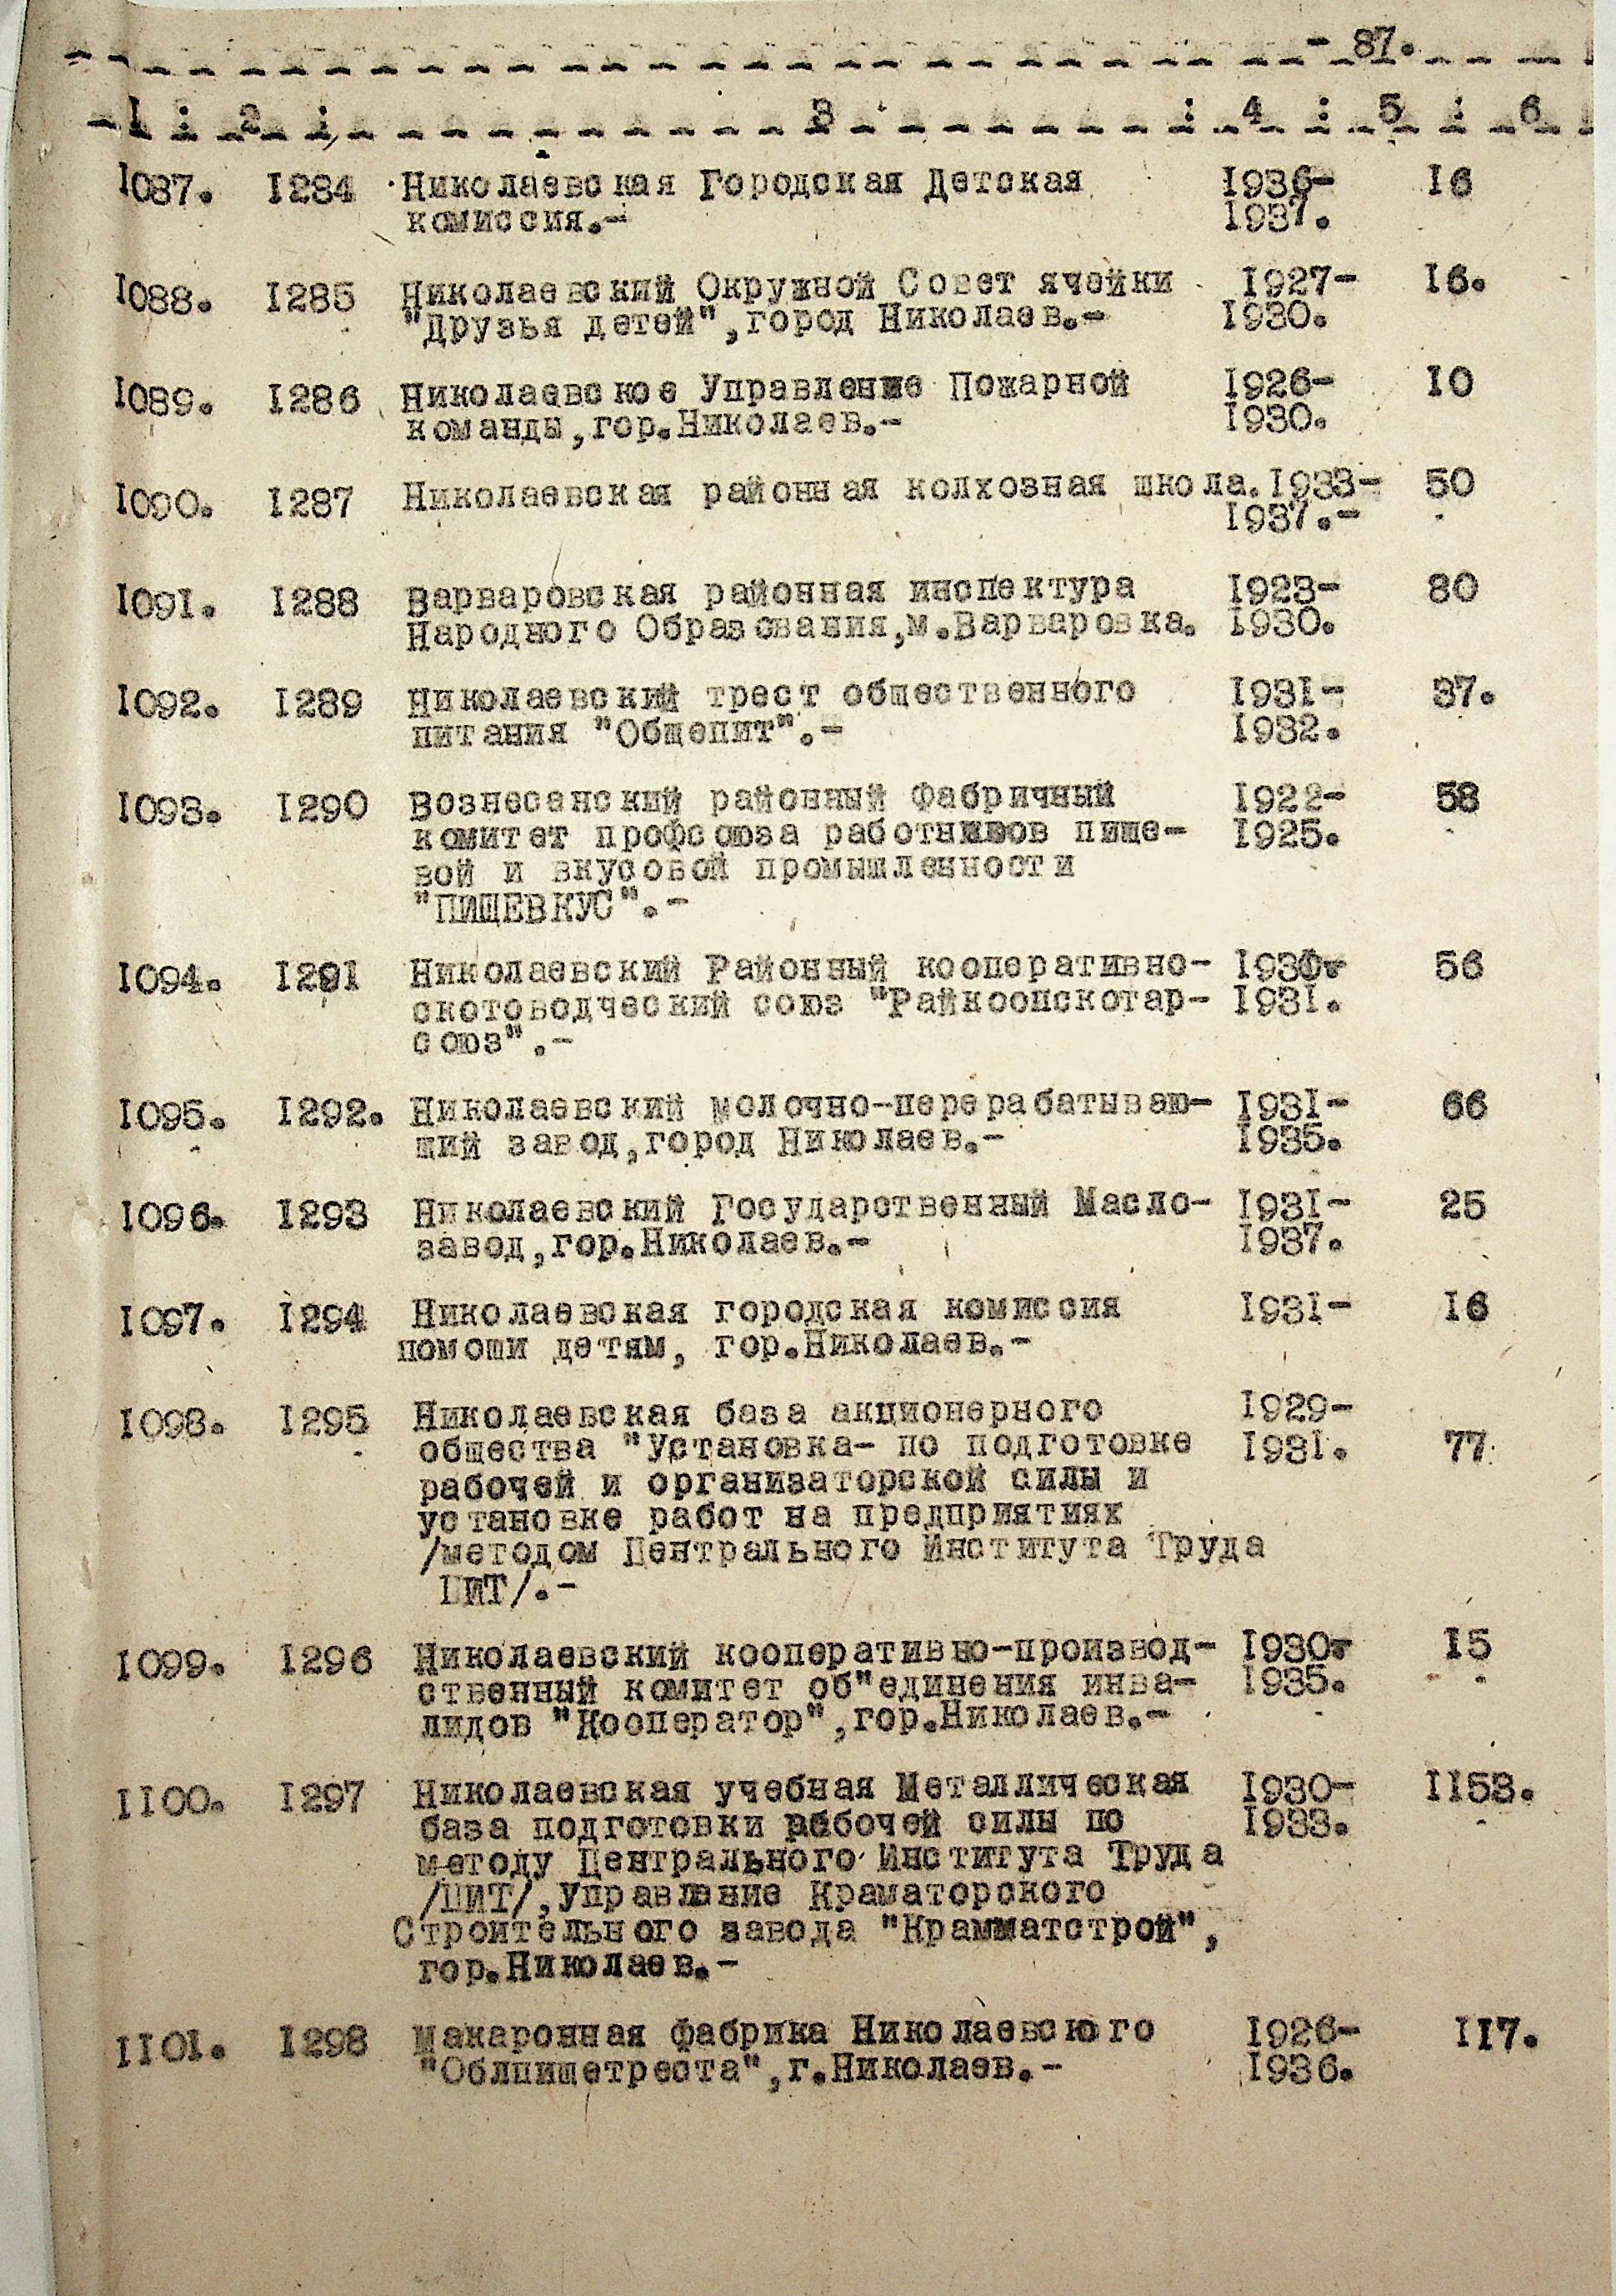 - 87.
1 : 2 : 3 : 4 : 5 : 6
1087. 1284 Николаевская Городская Детская 1936- 16
комиссия.- 1937.
1088. 1285 Николаевский Окружной Совет ячейки 1927- 16.
"Друзья детей",город Николаев.- 1930.
1089. 1286 Николаевское Управление Пожарной 1926- 10
команды,гор.Николаев.- 1930.
1090. 1287 Николаевская районная колхозная школа. 1933- 50
1937.-
1091. 1288 Варваровская районная инспектура 1923- 80
Народного Образования,м.Варваровка. 1930.
1092. 1289 Николаевский трест общественного 1931- 37.
питания "Общепит".- 1932.
1093. 1290 Вознесенский районный Фабричный 1922- 58
комитет профсоюза работников пище- 1925.
вой и вкусовой промышленности
"ПИЩЕВКУС".-
1094. 1291 Николаевский Районный кооперативно- 1930- 56
скотоводческий союз "Райкоопскотар- 1931.
союз".-
1095. 1292. Николаевский молочно-перерабатываю- 1931- 66
щий завод,город Николаев.- 1935.
1096. 1293 Николаевский Государственный Масло- 1931- 25
завод,гор.Николаев.- 1937.
1097. 1294 Николаевская городская комиссия 1931- 16
помощи детям, гор.Николаев.-
1098. 1295 Николаевская база акционерного 1929-
общества "Установка- по подготовке 1931. 77
рабочей и организаторской силы и
установке работ на предприятиях
/методом Центрального Института Труда
ЦИТ/.-
1099. 1296 Николаевский кооперативно-производ- 1930- 15
ственный комитет об"единения инва- 1935.
лидов "Кооператор",гор.Николаев.-
1100. 1297 Николаевская учебная Металлическая 1930- 1153.
база подготовки рабочей силы по 1933.
методу Центрального Института Труда
/ЦИТ/,управление Краматорского
Строительного завода "Крамматстрой",
гор.Николаев.-
1101. 1298 Макаронная фабрика Николаевского 1926- 117.
"Облпищетреста",г.Николаев.- 1936.